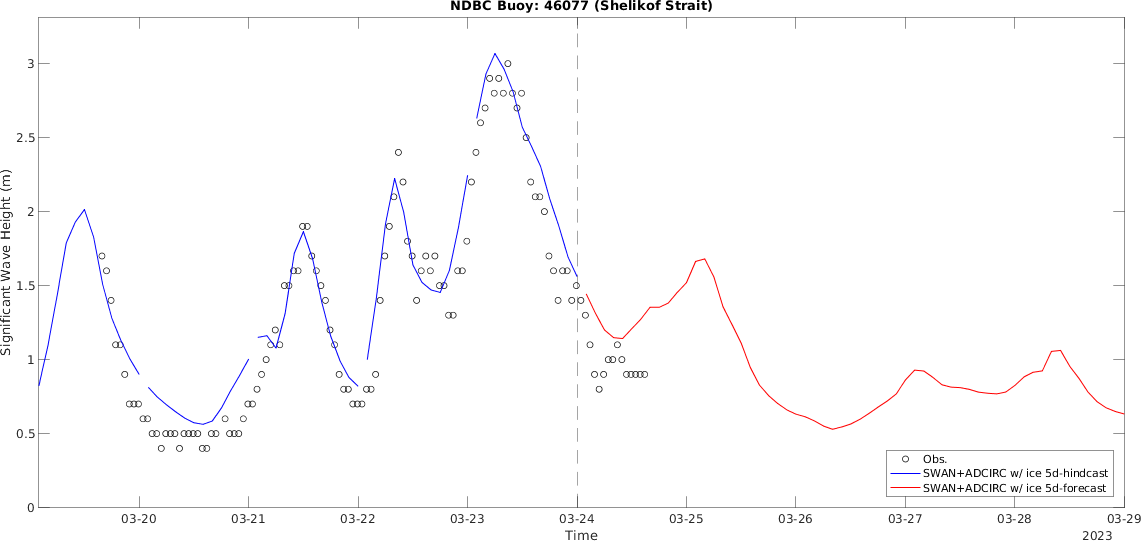 NDBC Buoy: 46077 (Shelikof Strait)
Significant Wave Height (m)
3
2.5
2
1.5
1
0.5
0
Obs.
SWAN+ADCIRC w/ ice 5d-hindcast
SWAN+ADCIRC w/ ice 5d-forecast
03-20 03-21 03-22 03-23 03-24 03-25 03-26 03-27 03-28 03-29
Time
2023